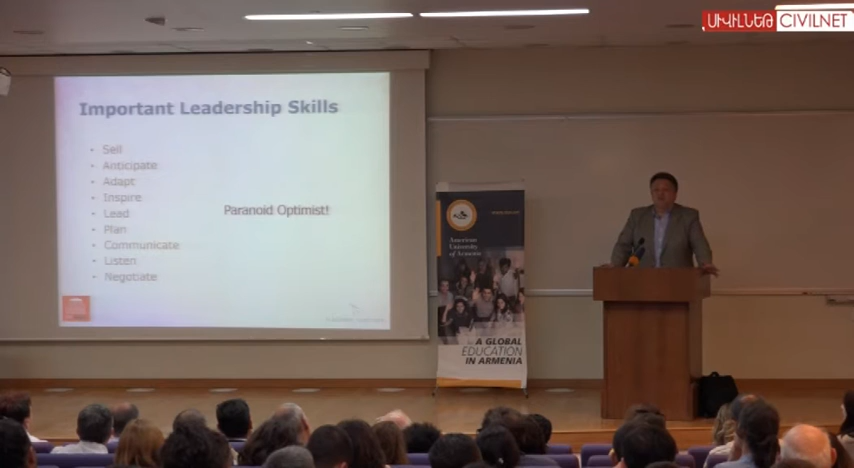 ՍԻՎԻԼՆԵԹ CIVILNET
Important Leadership Skills
Sell
Anticipate
Adapt
Inspire
Lead
Plan
Communicate
Listen
Negotiate
Paranoid Optimist!
American
University
of Armenia
A GLOBAL
EDUCATION
IN ARMENIA